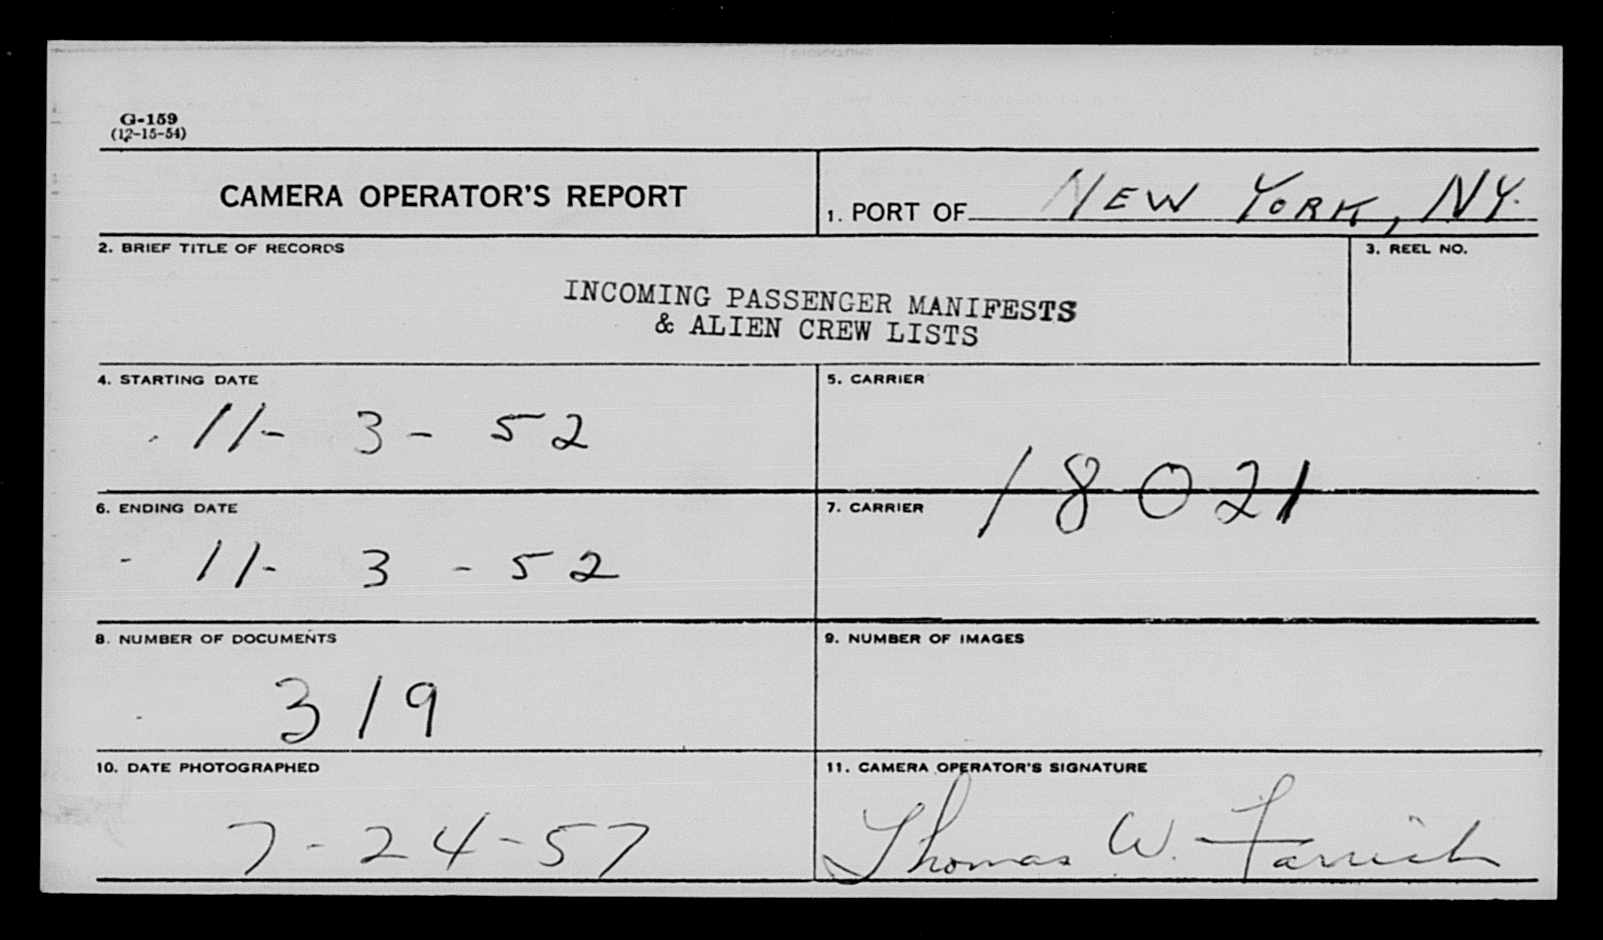 G-159
(12-15-54)
CAMERA OPERATOR'S REPORT
1. PORT OF NEW YORK, NY.
2. BRIEF TITLE OF RECORDS
3. REEL NO.
INCOMING PASSENGER MANIFESTS
& ALIEN CREW LISTS
4. STARTING DATE
11- 3 - 52
5. CARRIER
18021
6. ENDING DATE
- 11- 3 - 52
7. CARRIER
8. NUMBER OF DOCUMENTS
319
9. NUMBER OF IMAGES
10. DATE PHOTOGRAPHED
7-24-57
11. CAMERA OPERATOR'S SIGNATURE
Thomas W.